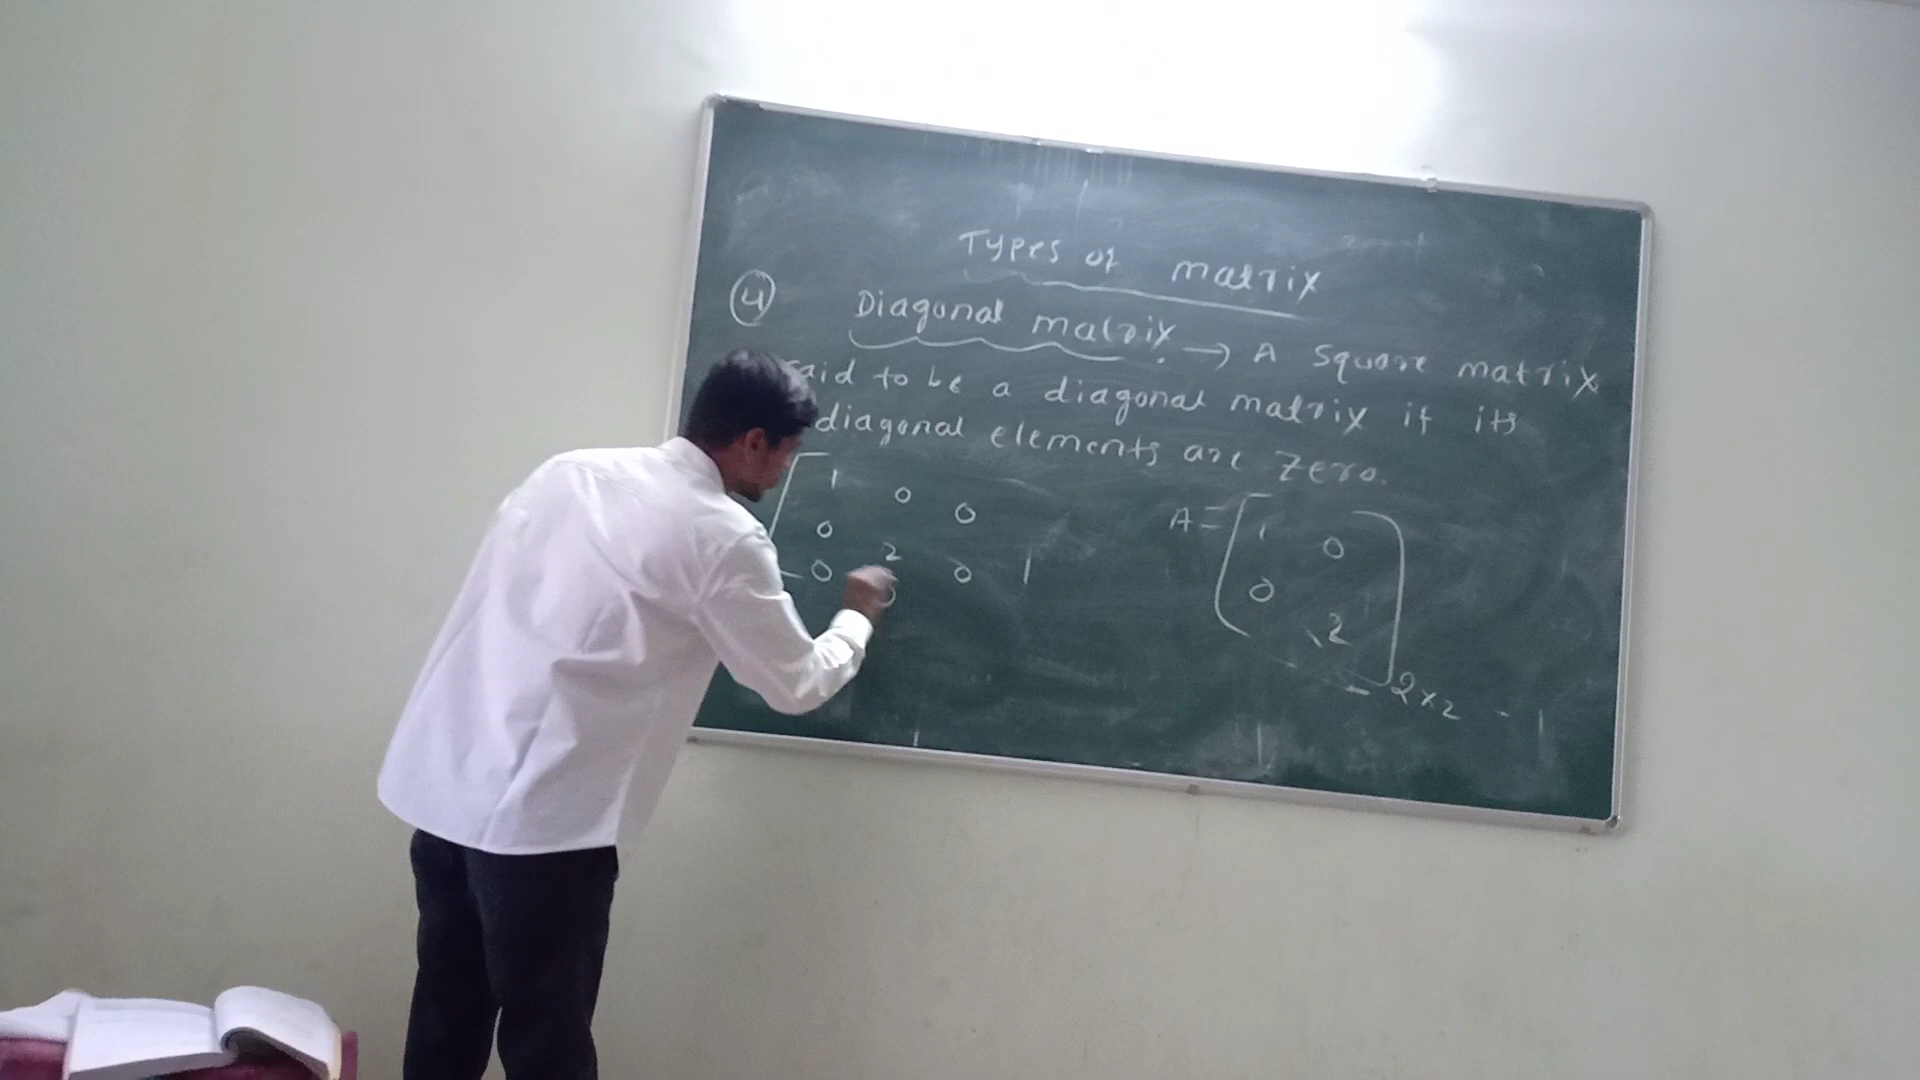 Types of matrix
4 Diagonal matrix → A square matrix
said to be a diagonal matrix if its
diagonal elements are zero.
1 0 0
0 2 0
0 0
A = 1 0
0 2
2×2